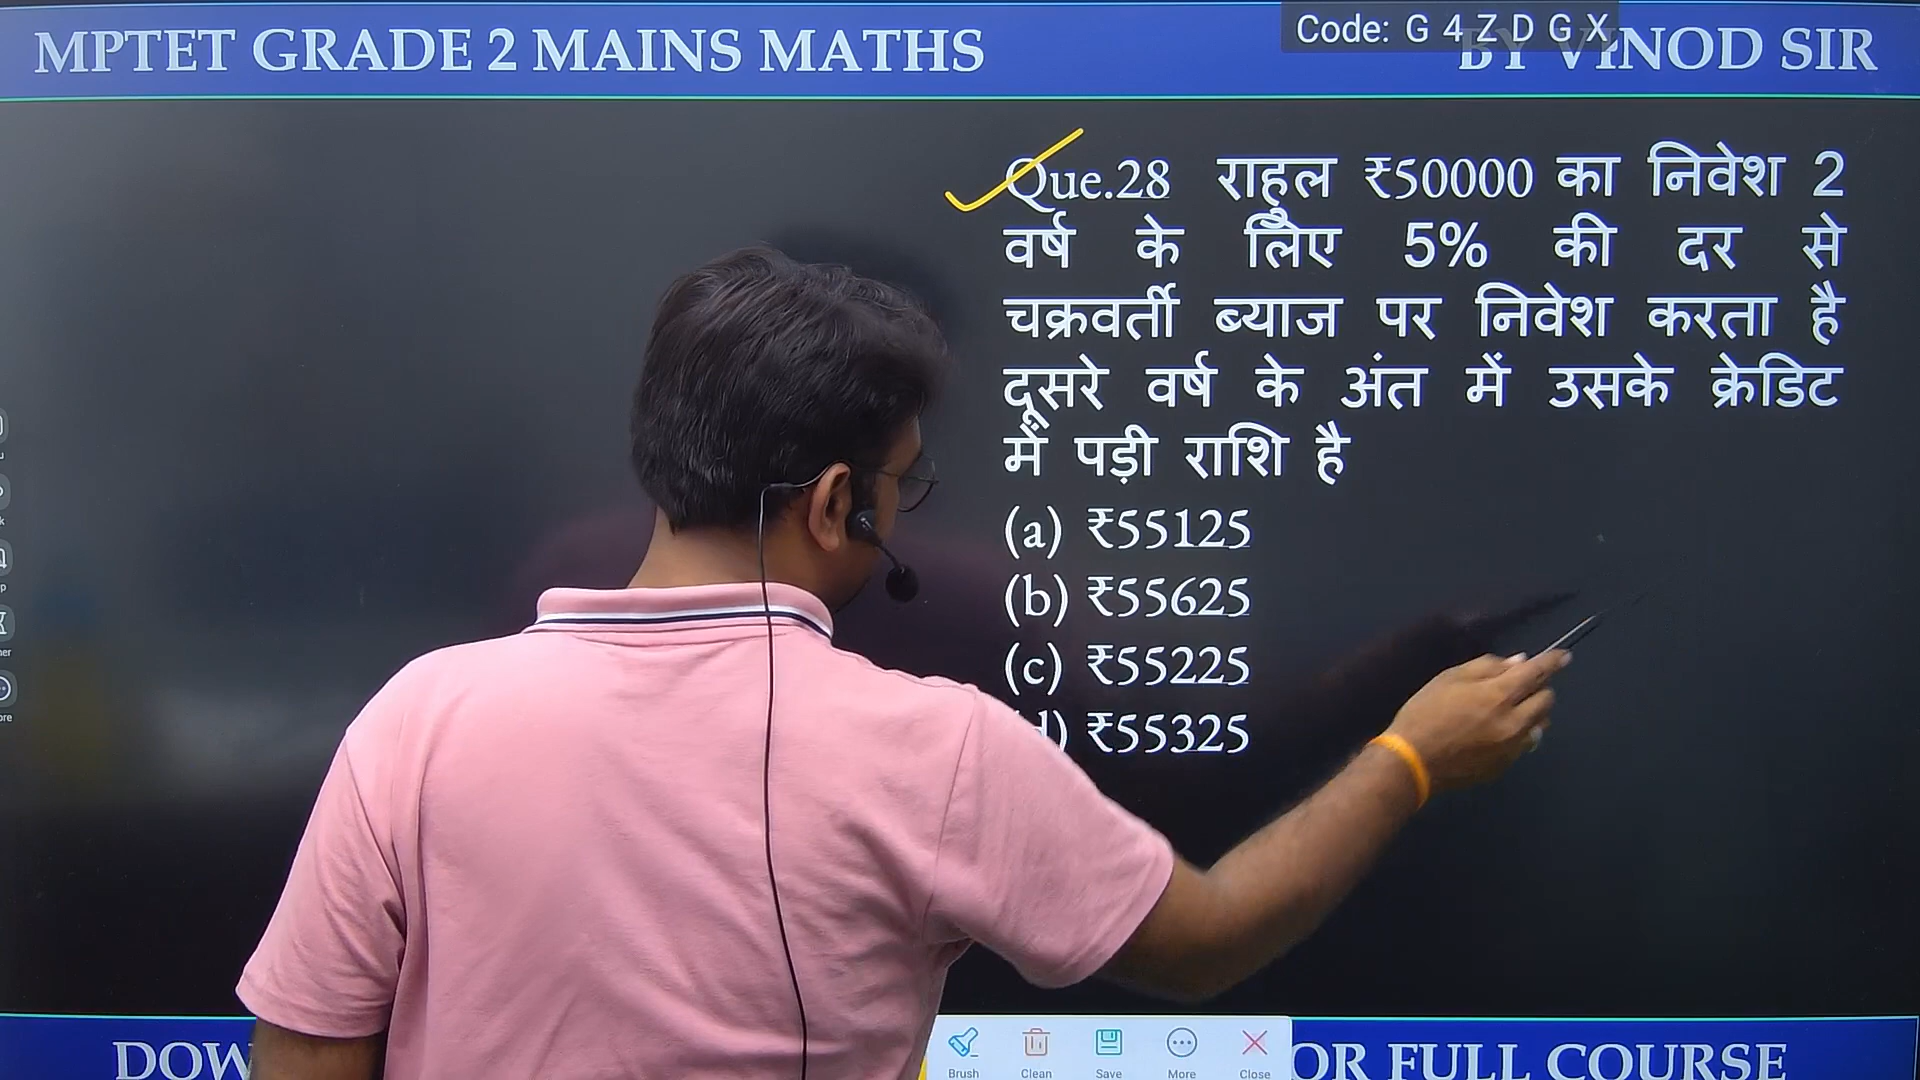 MPTET GRADE 2 MAINS MATHS
Code: G 4 Z D G X
BY VINOD SIR
Que.28 राहुल ₹50000 का निवेश 2
वर्ष के लिए 5% की दर से
चक्रवर्ती ब्याज पर निवेश करता है
दूसरे वर्ष के अंत में उसके क्रेडिट
में पड़ी राशि है
(a) ₹55125
(b) ₹55625
(c) ₹55225
(d) ₹55325
DOW
OR FULL COURSE
Brush Clean Save More Close